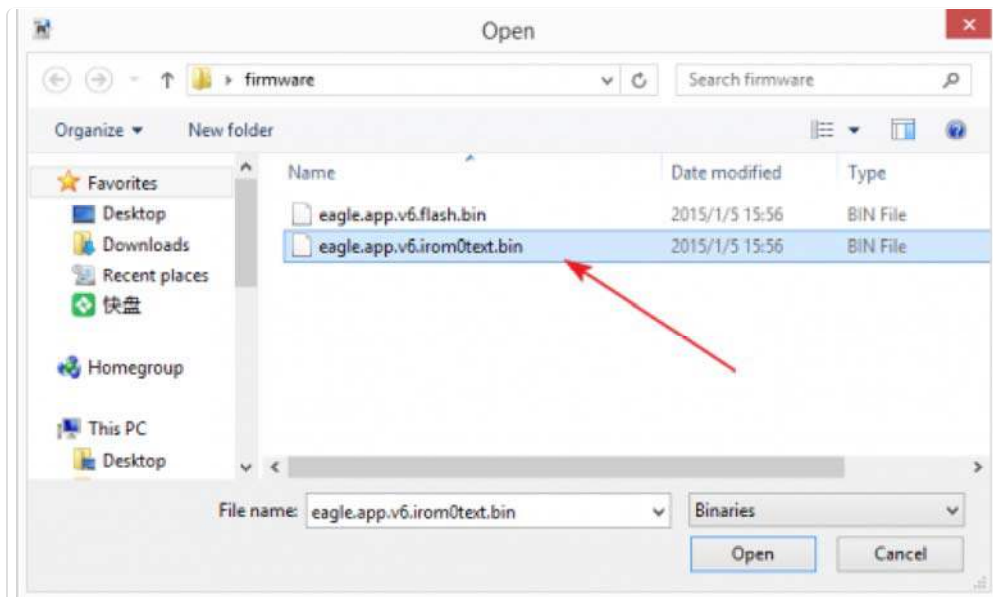 Open
firmware
Search firmware
Organize
New folder
Name
Date modified
Type
Favorites
Desktop
Downloads
Recent places
快盘
Homegroup
This PC
Desktop
eagle.app.v6.flash.bin
2015/1/5 15:56
BIN File
eagle.app.v6.irom0text.bin
2015/1/5 15:56
BIN File
File name:
eagle.app.v6.irom0text.bin
Binaries
Open
Cancel